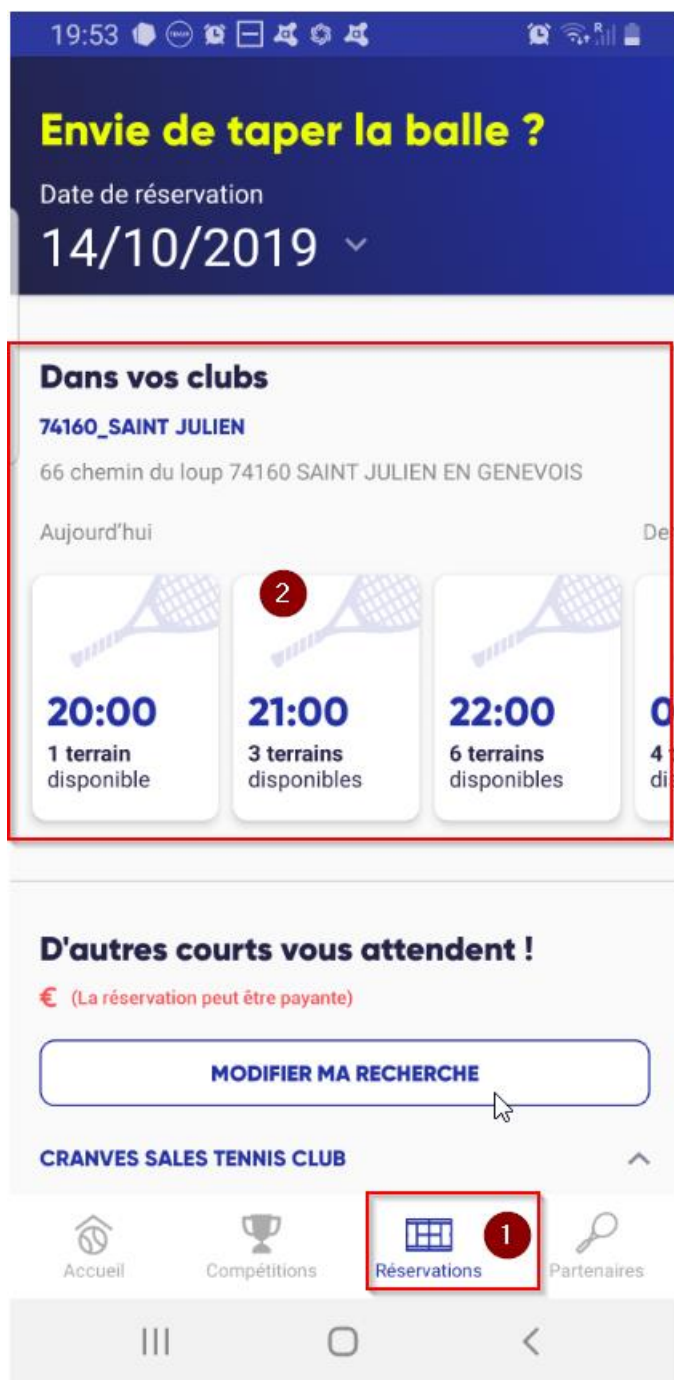 19:53
Envie de taper la balle ?
Date de réservation
14/10/2019
Dans vos clubs
74160_SAINT JULIEN
66 chemin du loup 74160 SAINT JULIEN EN GENEVOIS
Aujourd'hui
2
20:00
1 terrain
disponible
21:00
3 terrains
disponibles
22:00
6 terrains
disponibles
4
D'autres courts vous attendent !
€ (La réservation peut être payante)
MODIFIER MA RECHERCHE
CRANVES SALES TENNIS CLUB
Accueil
Compétitions
Réservations
1
Partenaires